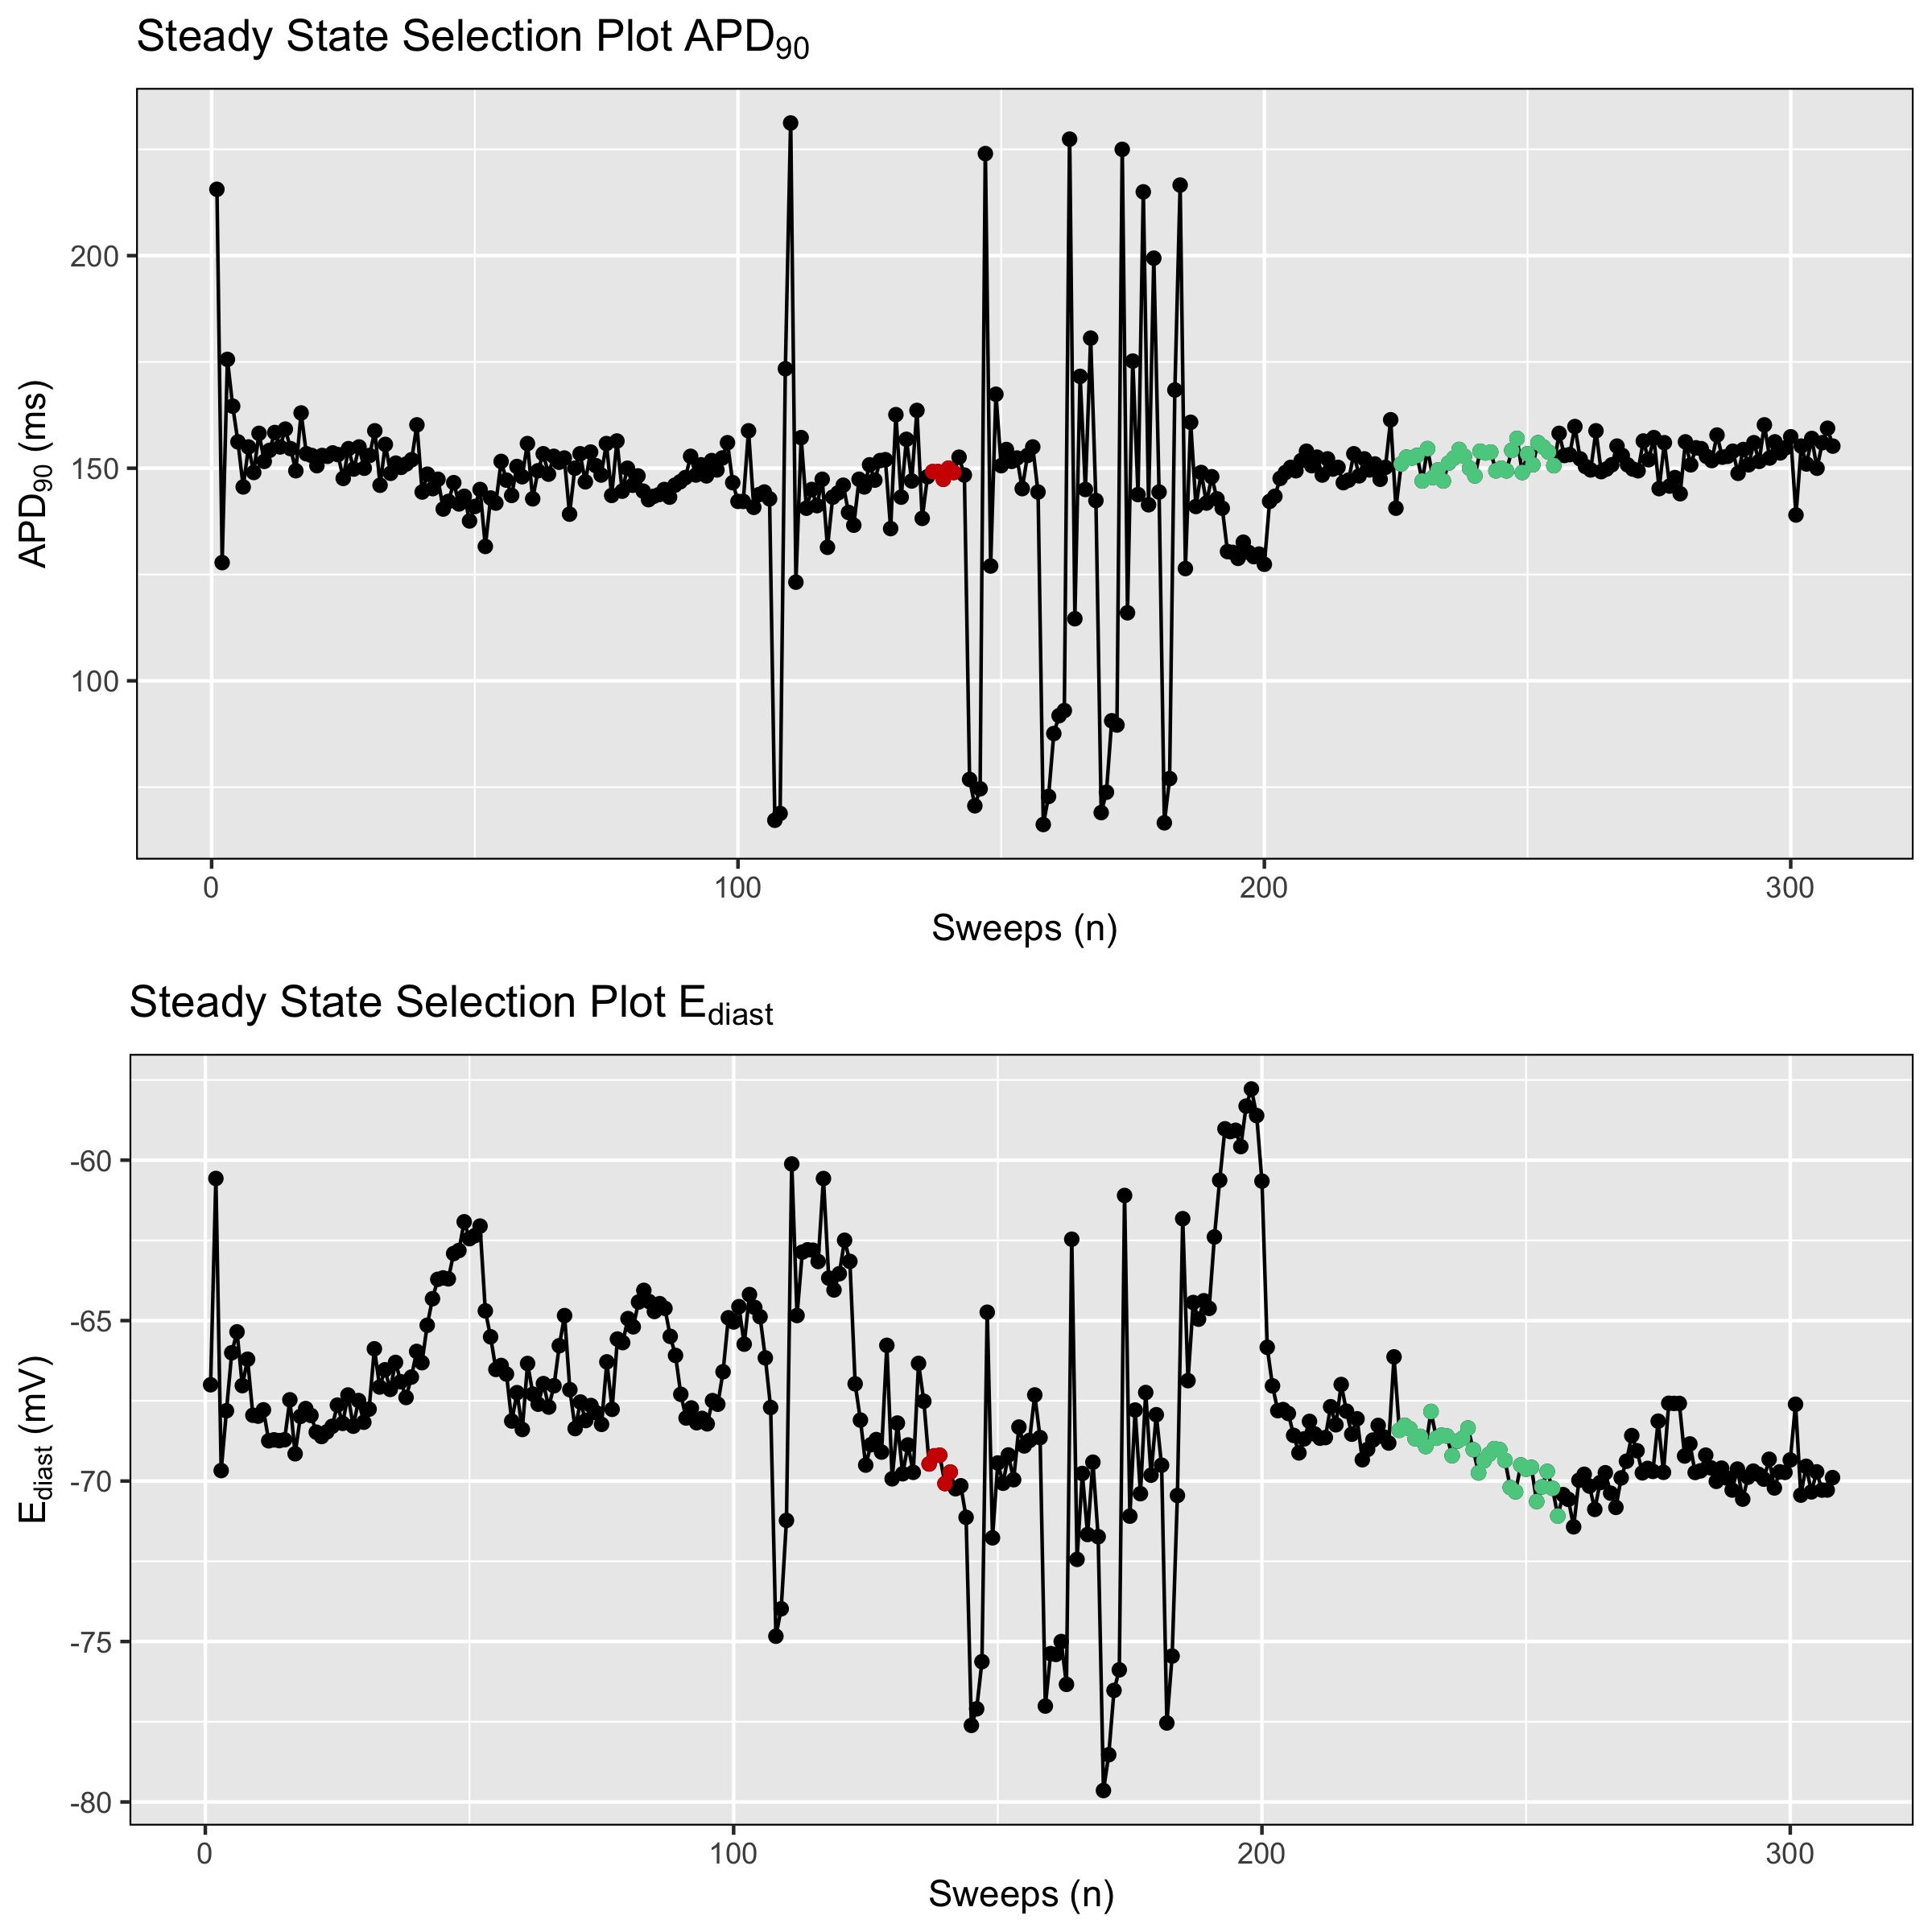 Steady State Selection Plot APD90
200
150
100
APD90 (ms)
0 100 200 300
Sweeps (n)
Steady State Selection Plot Ediast
-60
-65
-70
-75
-80
Ediast (mV)
0 100 200 300
Sweeps (n)